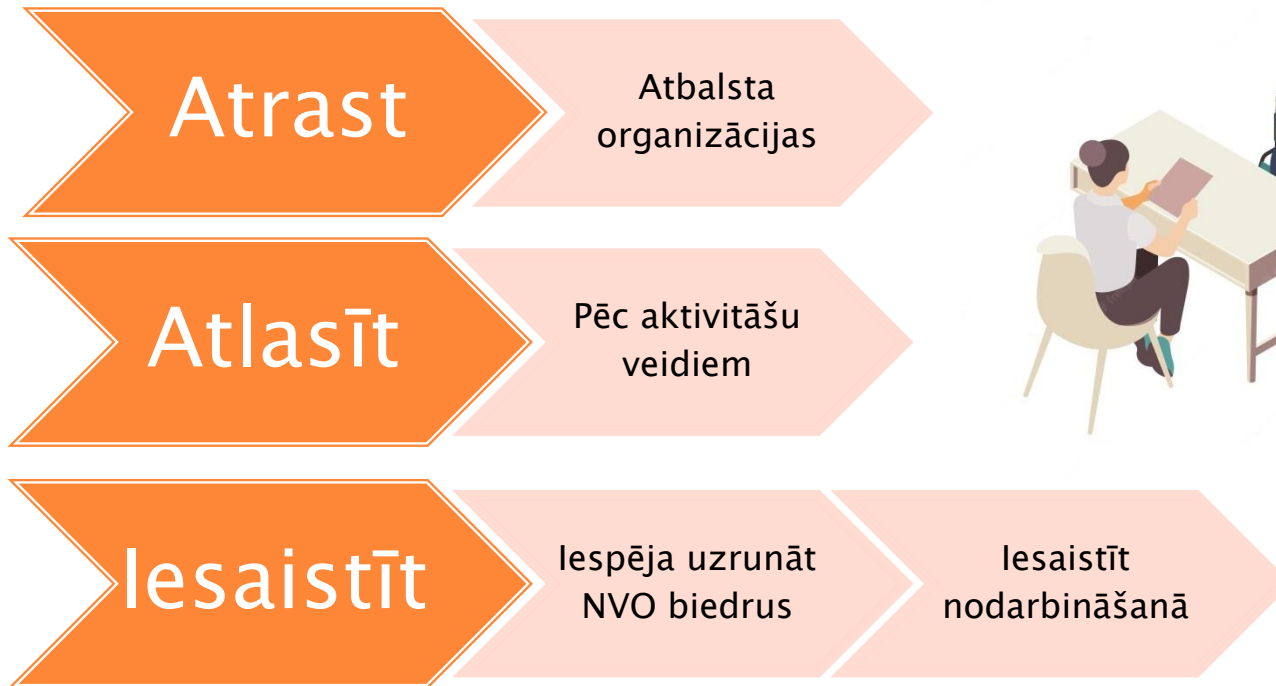 Atrast
Atbalsta
organizācijas
Atlasīt
Pēc aktivitāšu
veidiem
Iesaistīt
Iespēja uzrunāt
NVO biedrus
Iesaistīt
nodarbināšanā